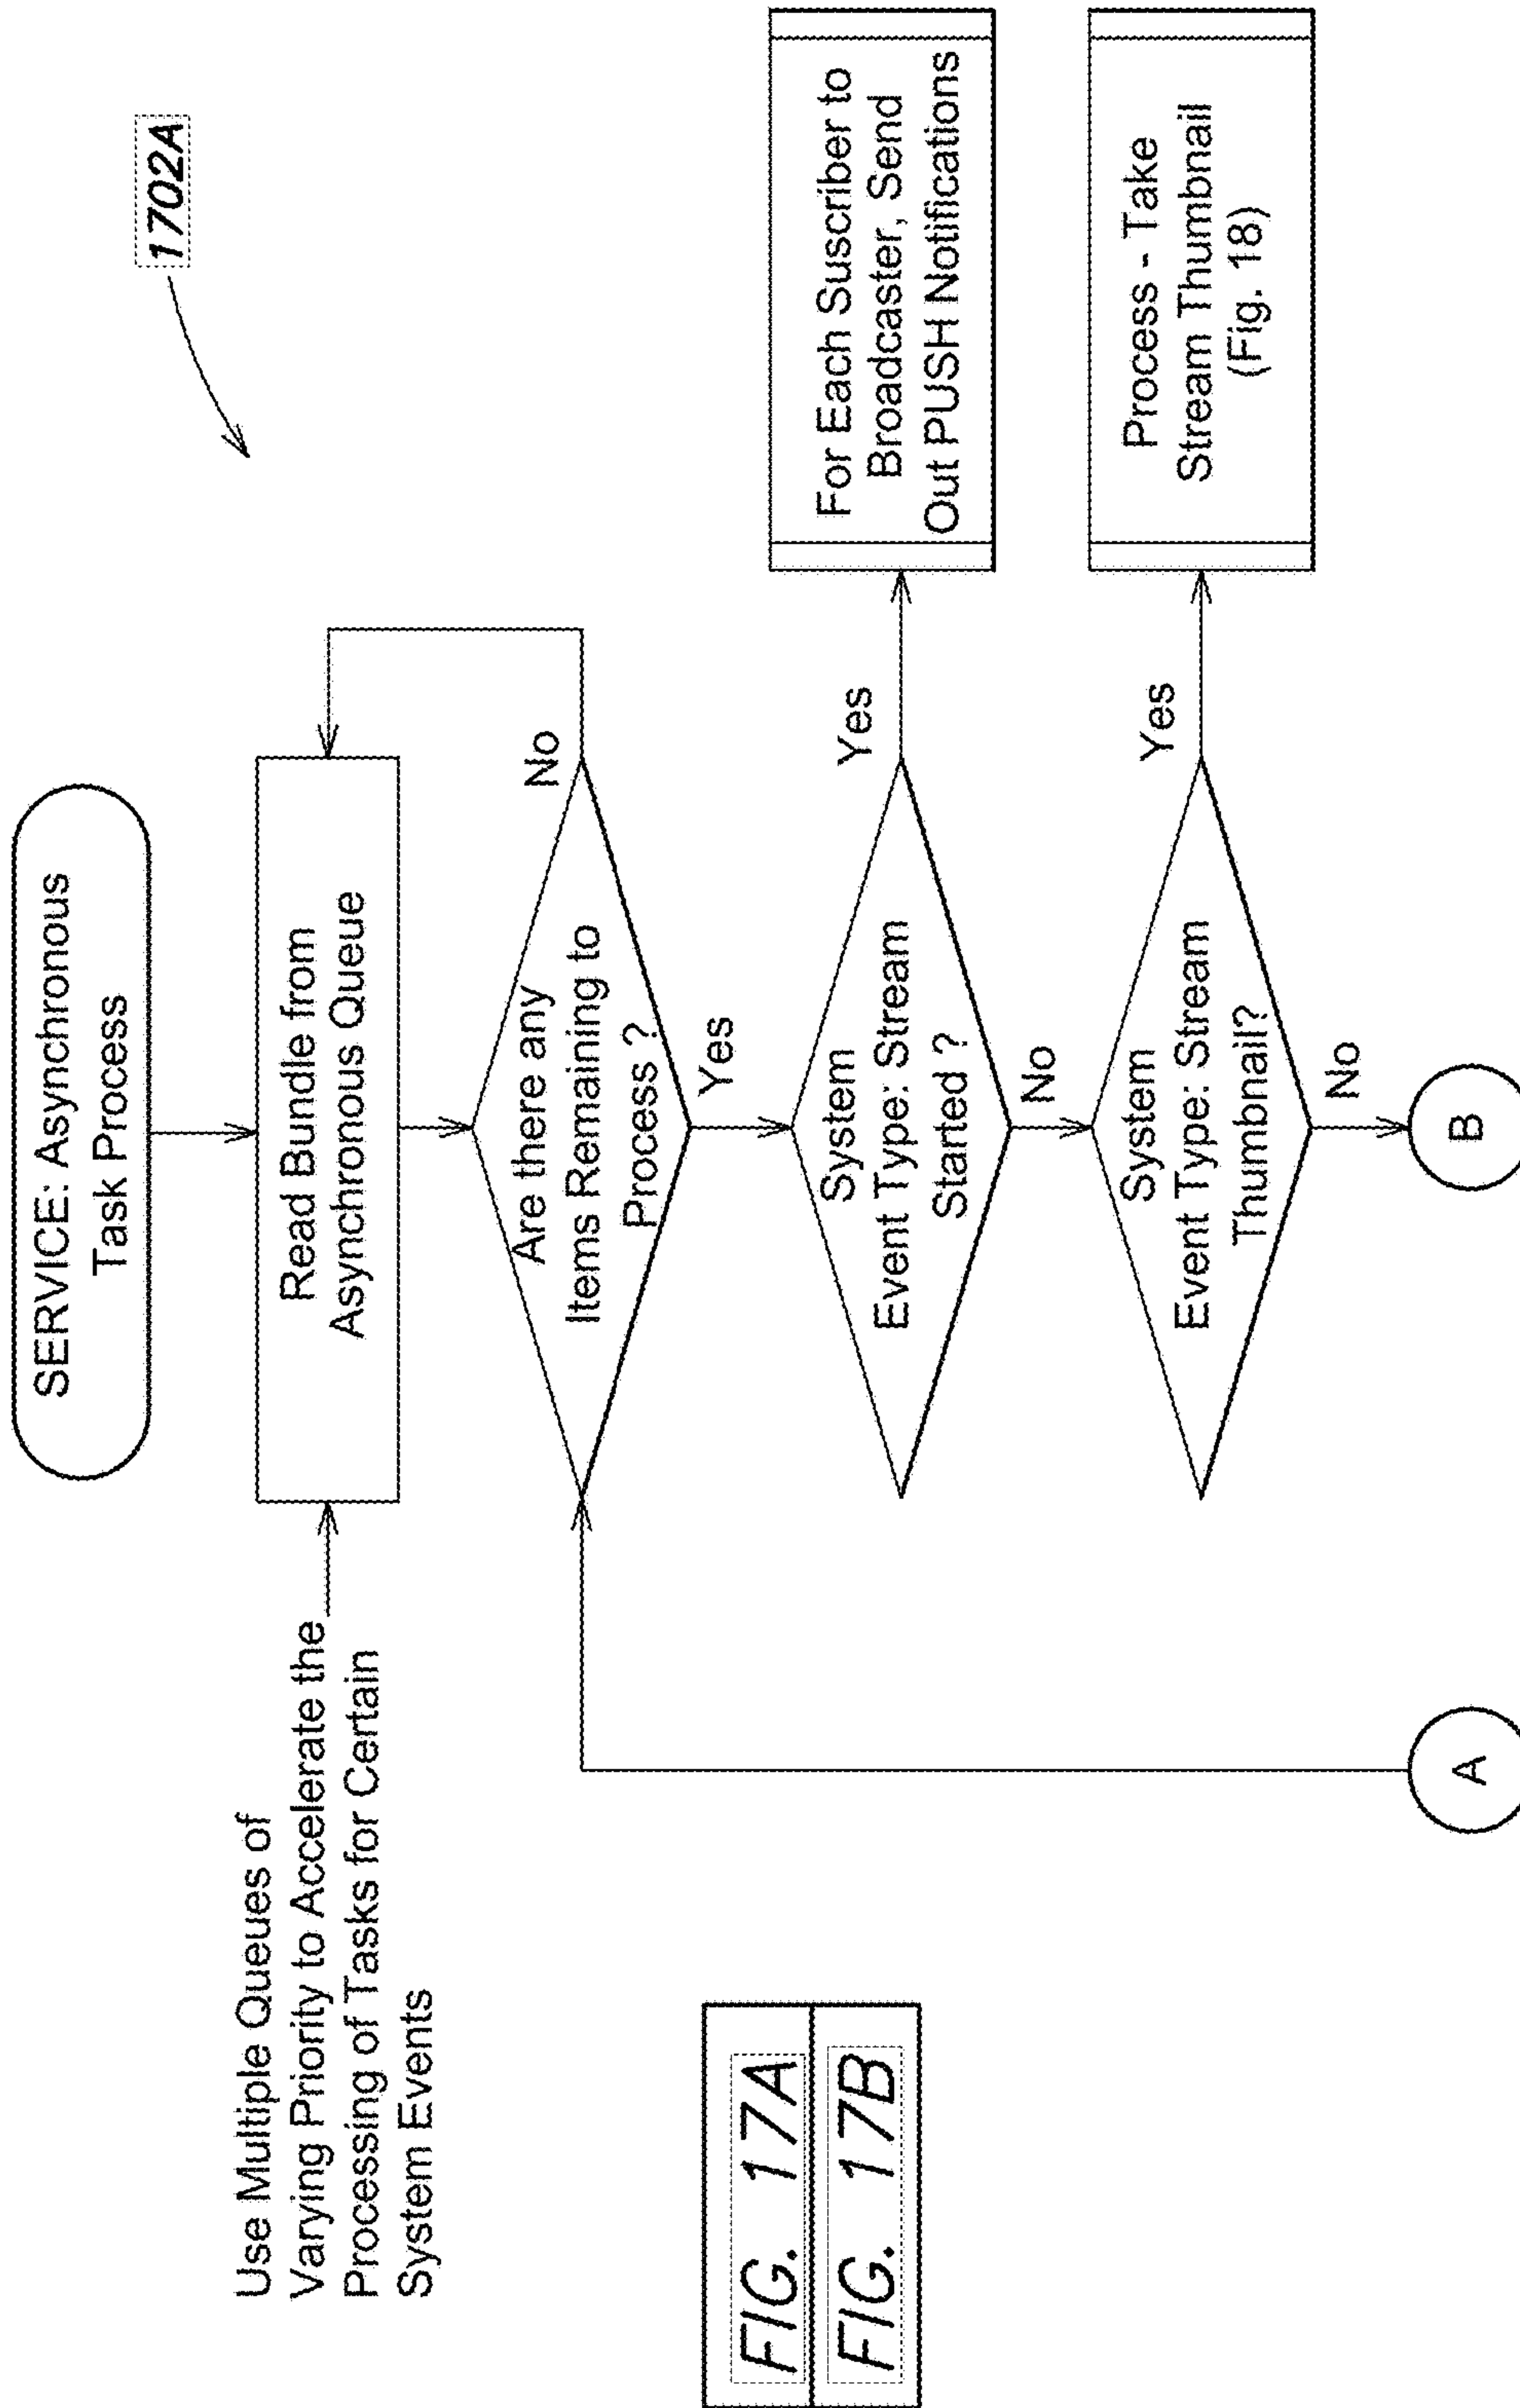 1702A
SERVICE: Asynchronous
Task Process
Use Multiple Queues of
Varying Priority to Accelerate the
Processing of Tasks for Certain
System Events
Read Bundle from
Asynchronous Queue
Are there any
Items Remaining to
Process ?
No
Yes
System
Event Type: Stream
Started ?
Yes
For Each Suscriber to
Broadcaster, Send
Out PUSH Notifications
No
System
Event Type: Stream
Thumbnail?
Yes
Process - Take
Stream Thumbnail
(Fig. 18)
No
A
B
FIG. 17A
FIG. 17B